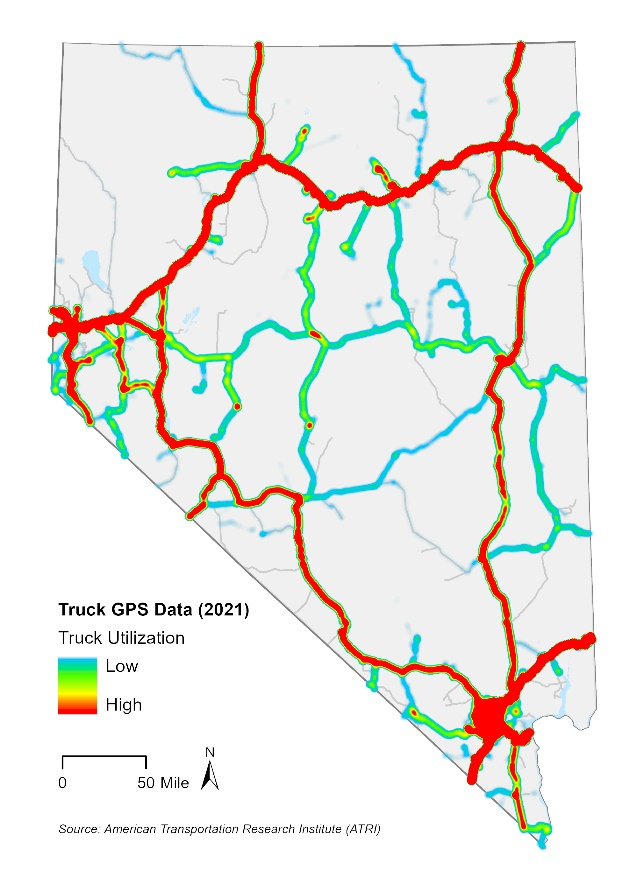 Truck GPS Data (2021)
Truck Utilization
Low
High
0 50 Mile
N
Source: American Transportation Research Institute (ATRI)